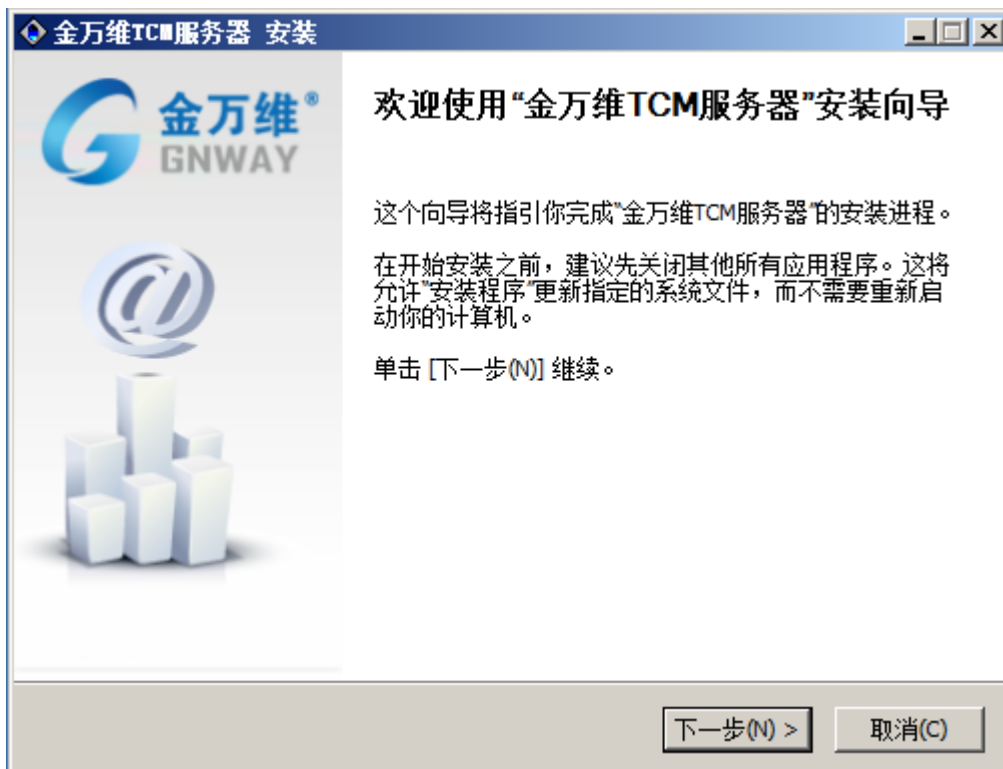 金万维TCM服务器 安装
金万维®
GNWAY
欢迎使用“金万维TCM服务器”安装向导
这个向导将指引你完成“金万维TCM服务器”的安装进程。
在开始安装之前，建议先关闭其他所有应用程序。这将
允许“安装程序”更新指定的系统文件，而不需要重新启
动你的计算机。
单击 [下一步(N)] 继续。
下一步(N) >
取消(C)